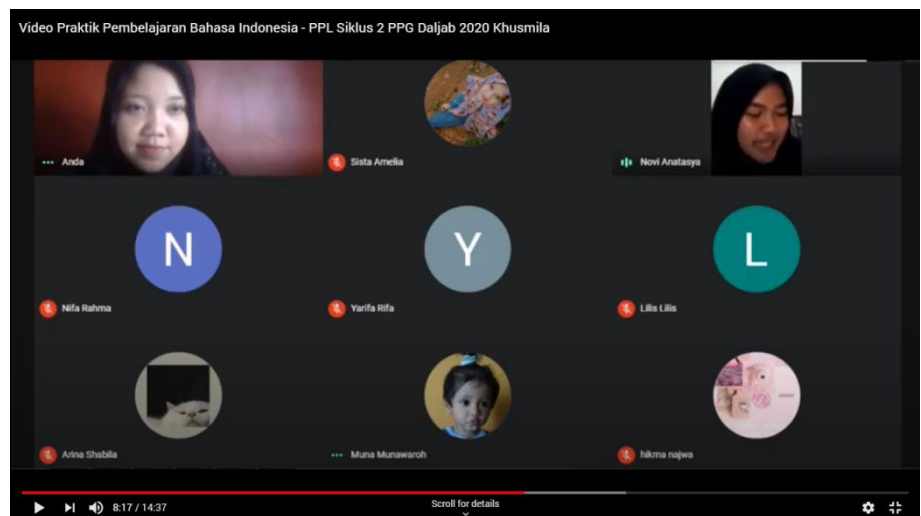 Video Praktik Pembelajaran Bahasa Indonesia - PPL Siklus 2 PPG Daljab 2020 Khusmila
Anda
Sista Amelia
Novi Anatasya
N
Y
L
Nifa Rahma
Yarifa Rifa
Lilis Lilis
Arina Shabila
Muna Munawaroh
hikma najwa
8:17 / 14:37
Scroll for details